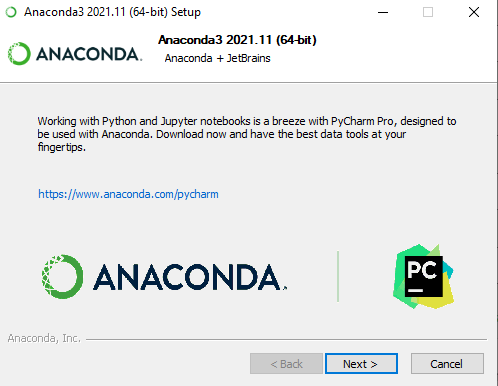 Anaconda3 2021.11 (64-bit) Setup
ANACONDA.
Anaconda3 2021.11 (64-bit)
Anaconda + JetBrains
Working with Python and Jupyter notebooks is a breeze with PyCharm Pro, designed to
be used with Anaconda. Download now and have the best data tools at your
fingertips.
https://www.anaconda.com/pycharm
ANACONDA.
PC
Anaconda, Inc.
< Back Next > Cancel